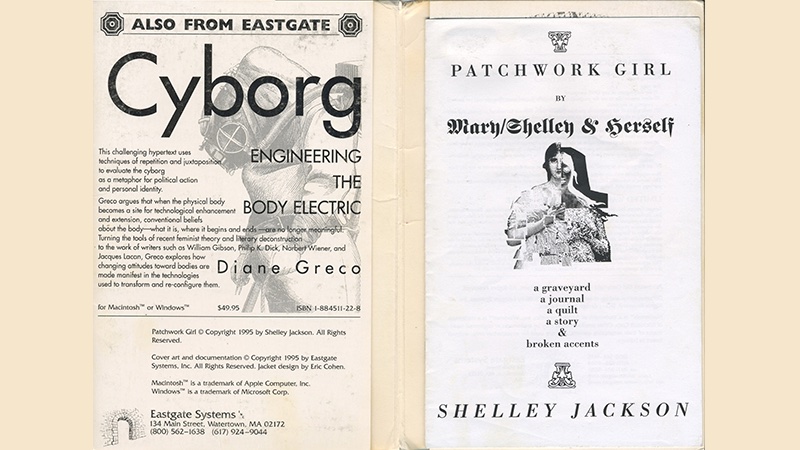 ALSO FROM EASTGATE
Cyborg
This challenging hypertext uses
techniques of repetition and juxtaposition
to evaluate the cyborg
as a metaphor for political action
and personal identity.
ENGINEERING
THE
BODY ELECTRIC
Greco argues that when the physical body
becomes a site for technological enhancement
and extension, conventional beliefs
about the body—what it is, where it begins and ends —are no longer meaningful.
Turning the tools of recent feminist theory and literary deconstruction
to the work of writers such as William Gibson, Philip K. Dick, Norbert Wiener, and
Jacques Lacan, Greco explores how
changing attitudes toward bodies are
made manifest in the technologies
used to transform and re-configure them.
Diane Greco
for Macintosh™ or Windows™ $49.95 ISBN 1-884511-22-8
Patchwork Girl © Copyright 1995 by Shelley Jackson. All Rights
Reserved.
Cover art and documentation © Copyright 1995 by Eastgate
Systems, Inc. All Rights Reserved. Jacket design by Eric Cohen.
Macintosh™ is a trademark of Apple Computer, Inc.
Windows™ is a trademark of Microsoft Corp.
Eastgate Systems
134 Main Street, Watertown, MA 02172
(800) 562-1638 (617) 924-9044
PATCHWORK GIRL
BY
Mary/Shelley & Herself
a graveyard
a journal
a quilt
a story
&
broken accents
SHELLEY JACKSON